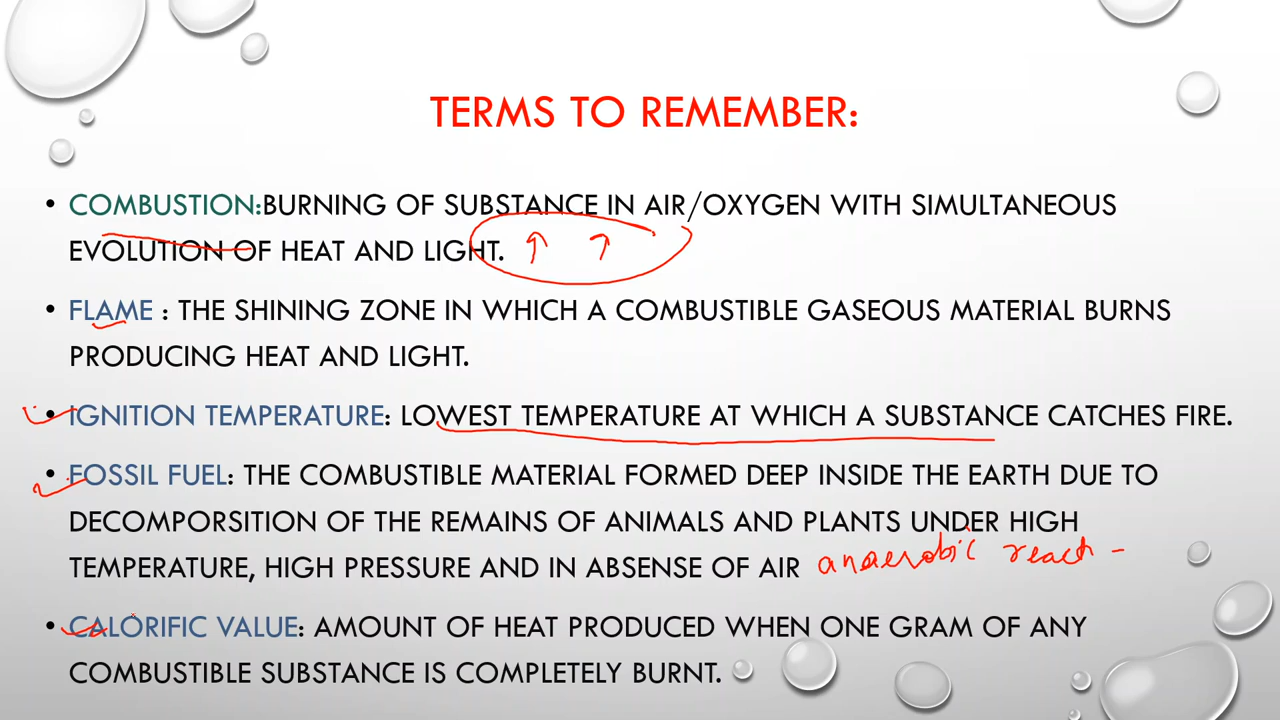 TERMS TO REMEMBER:
• COMBUSTION:BURNING OF SUBSTANCE IN AIR/OXYGEN WITH SIMULTANEOUS
EVOLUTION OF HEAT AND LIGHT.
• FLAME : THE SHINING ZONE IN WHICH A COMBUSTIBLE GASEOUS MATERIAL BURNS
PRODUCING HEAT AND LIGHT.
• IGNITION TEMPERATURE: LOWEST TEMPERATURE AT WHICH A SUBSTANCE CATCHES FIRE.
• FOSSIL FUEL: THE COMBUSTIBLE MATERIAL FORMED DEEP INSIDE THE EARTH DUE TO
DECOMPORSITION OF THE REMAINS OF ANIMALS AND PLANTS UNDER HIGH
TEMPERATURE, HIGH PRESSURE AND IN ABSENSE OF AIR anaerobic react -
• CALORIFIC VALUE: AMOUNT OF HEAT PRODUCED WHEN ONE GRAM OF ANY
COMBUSTIBLE SUBSTANCE IS COMPLETELY BURNT.